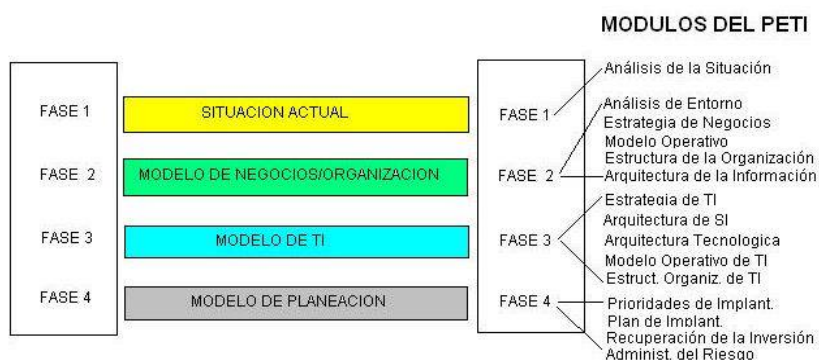 MODULOS DEL PETI
FASE 1
SITUACION ACTUAL
FASE 1
Análisis de la Situación
FASE 2
MODELO DE NEGOCIOS/ORGANIZACION
FASE 2
Análisis de Entorno
Estrategia de Negocios
Modelo Operativo
Estructura de la Organización
Arquitectura de la Información
FASE 3
MODELO DE TI
FASE 3
Estrategia de TI
Arquitectura de SI
Arquitectura Tecnologica
Modelo Operativo de TI
Estruct. Organiz. de TI
FASE 4
MODELO DE PLANEACION
FASE 4
Prioridades de Implant.
Plan de Implant.
Recuperación de la Inversión
Administ. del Riesgo